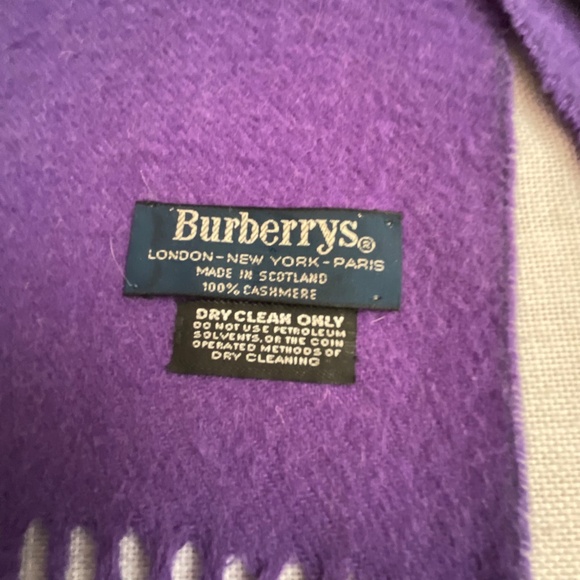 Burberrys®
LONDON-NEW YORK-PARIS
MADE IN SCOTLAND
100% CASHMERE
DRY CLEAN ONLY
DO NOT USE PETROLEUM
SOLVENTS, OR THE COIN
OPERATED METHODS OF
DRY CLEANING